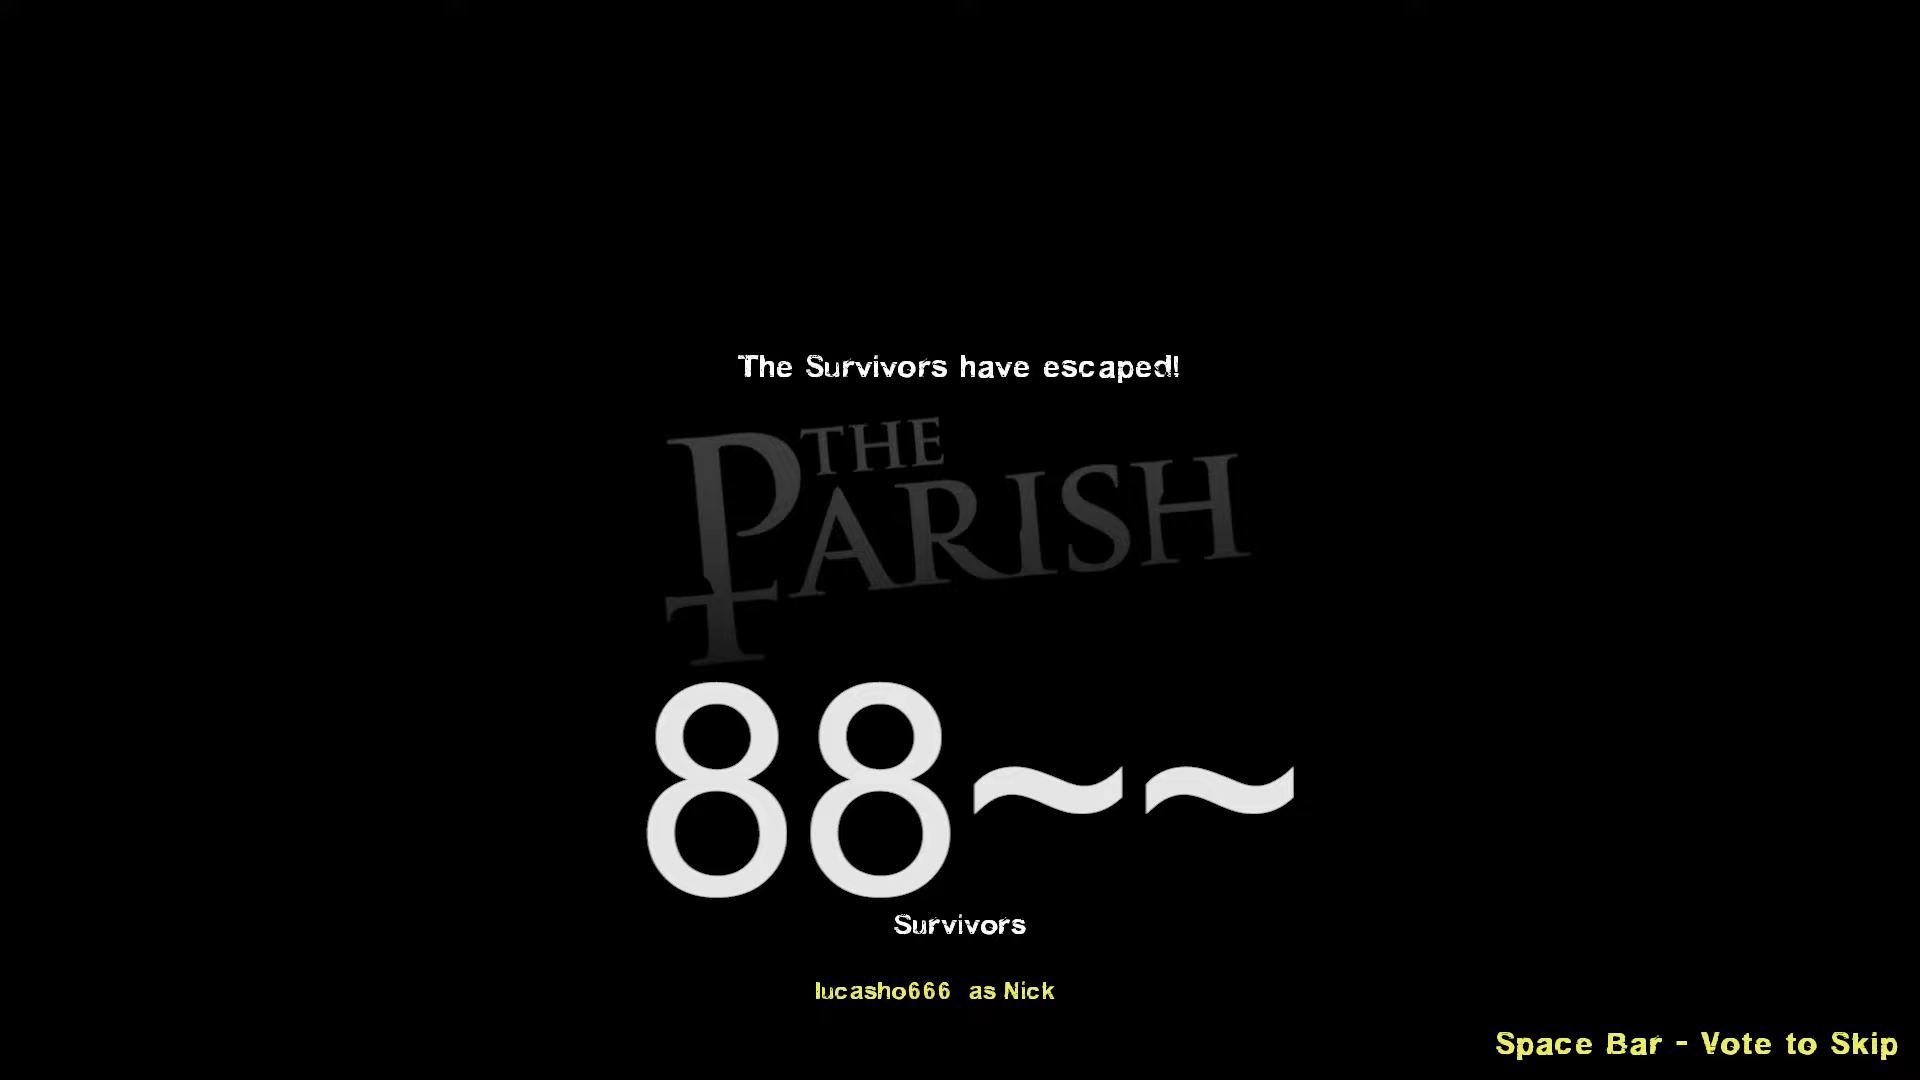 The Survivors have escaped!
THE
PARISH
88~~
Survivors
lucasho666 as Nick
Space Bar - Vote to Skip